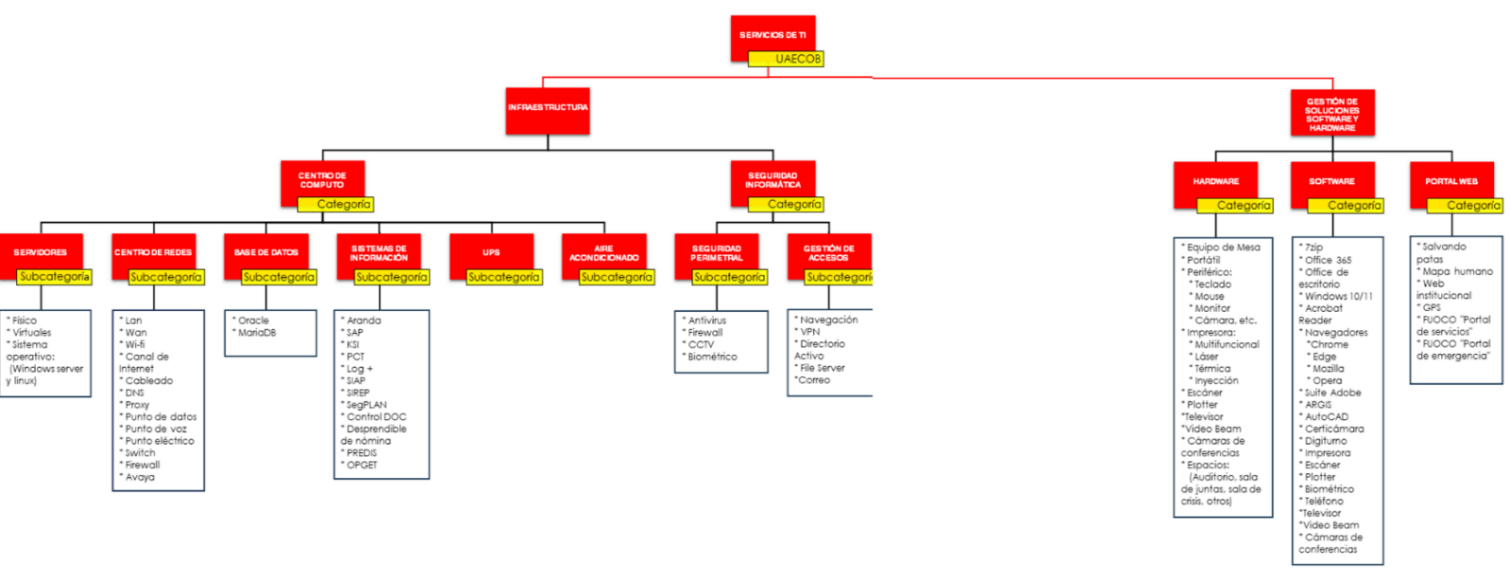 SERVICIOS DE TI
UAECOB
INFRAESTRUCTURA
GESTIÓN DE
SOLUCIONES
SOFTWARE Y
HARDWARE
CENTRO DE
COMPUTO
Categoría
SEGURIDAD
INFORMÁTICA
Categoría
HARDWARE
Categoría
SOFTWARE
Categoría
PORTAL WEB
Categoría
SERVIDORES
Subcategoría
CENTRO DE REDES
Subcategoría
BASE DE DATOS
Subcategoría
SISTEMAS DE
INFORMACIÓN
Subcategoría
UPS
Subcategoría
AIRE
ACONDICIONADO
Subcategoría
SEGURIDAD
PERIMETRAL
Subcategoría
GESTIÓN DE
ACCESOS
Subcategorí
* Físico
* Virtuales
* Sistema
operativo:
(Windows server
y linux)
* Lan
* Wan
* Wi-fi
* Canal de
Internet
* Cableado
* DNS
* Proxy
* Punto de datos
* Punto de voz
* Punto eléctrico
* Switch
* Firewall
* Avaya
* Oracle
* MariaDB
* Aranda
* SAP
* KSI
* PCT
* Log +
* SIAP
* SIREP
* SegPLAN
* Control DOC
* Desprendible
de nómina
* PREDIS
* OPGET
* Antivirus
* Firewall
* CCTV
* Biométrico
* Navegación
* VPN
* Directorio
Activo
* File Server
*Correo
* Equipo de Mesa
* Portátil
* Periférico:
* Teclado
* Mouse
* Monitor
* Cámara, etc.
* Impresora:
* Multifuncional
* Láser
* Térmica
* Inyección
* Escáner
* Plotter
*Televisor
*Video Beam
* Cámaras de
conferencias
* Espacios:
(Auditorio, sala
de juntas, sala de
crisis, otros)
* 7zip
* Office 365
* Office de
escritorio
* Windows 10/11
* Acrobat
Reader
* Navegadores
*Chrome
* Edge
* Mozilla
* Opera
* Suite Adobe
* ARGIS
* AutoCAD
* Certicámara
* Digiturno
* Impresora
* Escáner
* Plotter
* Biométrico
* Teléfono
*Televisor
*Video Beam
* Cámaras de
conferencias
* Salvando
patas
* Mapa humano
* Web
institucional
* GPS
* FUOCO "Portal
de servicios"
* FUOCO "Portal
de emergencia"